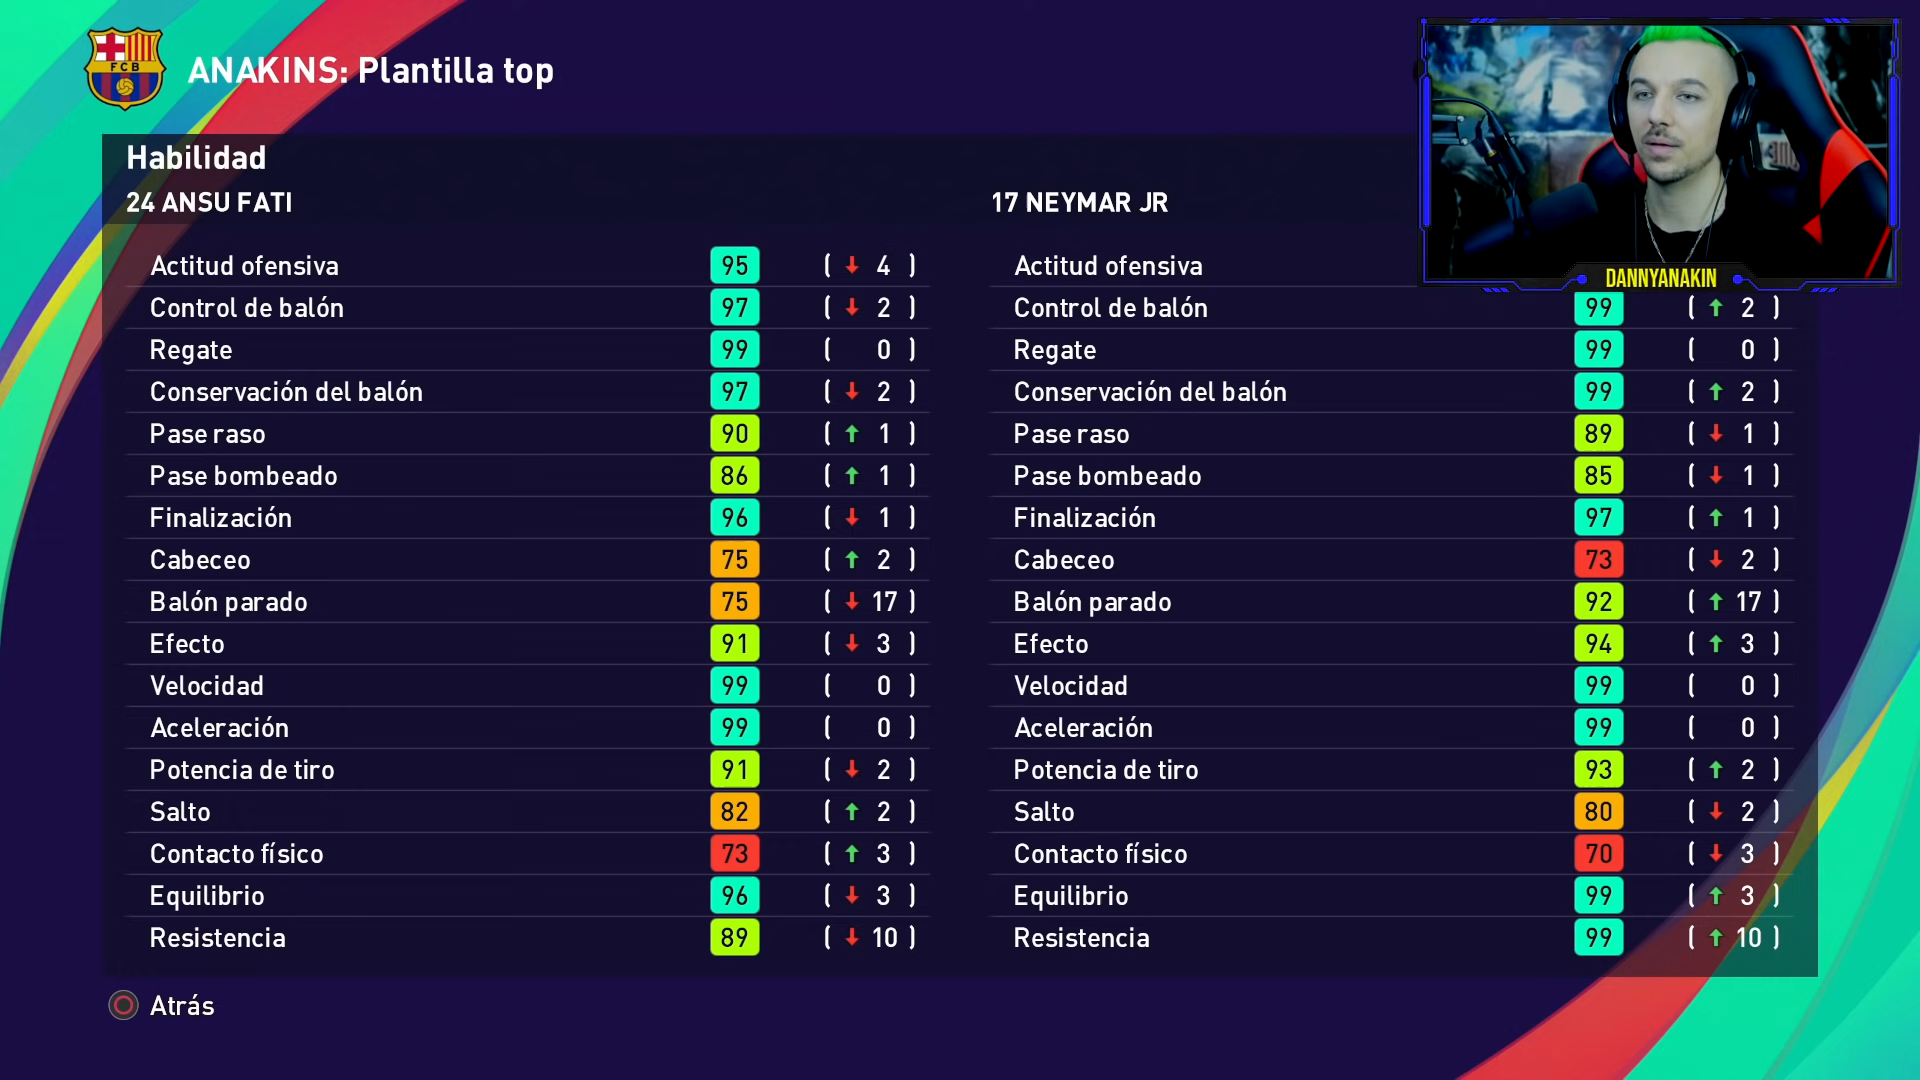 FCB
ANAKINS: Plantilla top
DANNYANAKIN
Habilidad
24 ANSU FATI
Actitud ofensiva 95 ( ↓ 4 )
Control de balón 97 ( ↓ 2 )
Regate 99 ( 0 )
Conservación del balón 97 ( ↓ 2 )
Pase raso 90 ( ↑ 1 )
Pase bombeado 86 ( ↑ 1 )
Finalización 96 ( ↓ 1 )
Cabeceo 75 ( ↑ 2 )
Balón parado 75 ( ↓ 17 )
Efecto 91 ( ↓ 3 )
Velocidad 99 ( 0 )
Aceleración 99 ( 0 )
Potencia de tiro 91 ( ↓ 2 )
Salto 82 ( ↑ 2 )
Contacto físico 73 ( ↑ 3 )
Equilibrio 96 ( ↓ 3 )
Resistencia 89 ( ↓ 10 )
17 NEYMAR JR
Actitud ofensiva
Control de balón 99 ( ↑ 2 )
Regate 99 ( 0 )
Conservación del balón 99 ( ↑ 2 )
Pase raso 89 ( ↓ 1 )
Pase bombeado 85 ( ↓ 1 )
Finalización 97 ( ↑ 1 )
Cabeceo 73 ( ↓ 2 )
Balón parado 92 ( ↑ 17 )
Efecto 94 ( ↑ 3 )
Velocidad 99 ( 0 )
Aceleración 99 ( 0 )
Potencia de tiro 93 ( ↑ 2 )
Salto 80 ( ↓ 2 )
Contacto físico 70 ( ↓ 3 )
Equilibrio 99 ( ↑ 3 )
Resistencia 99 ( ↑ 10 )
Atrás